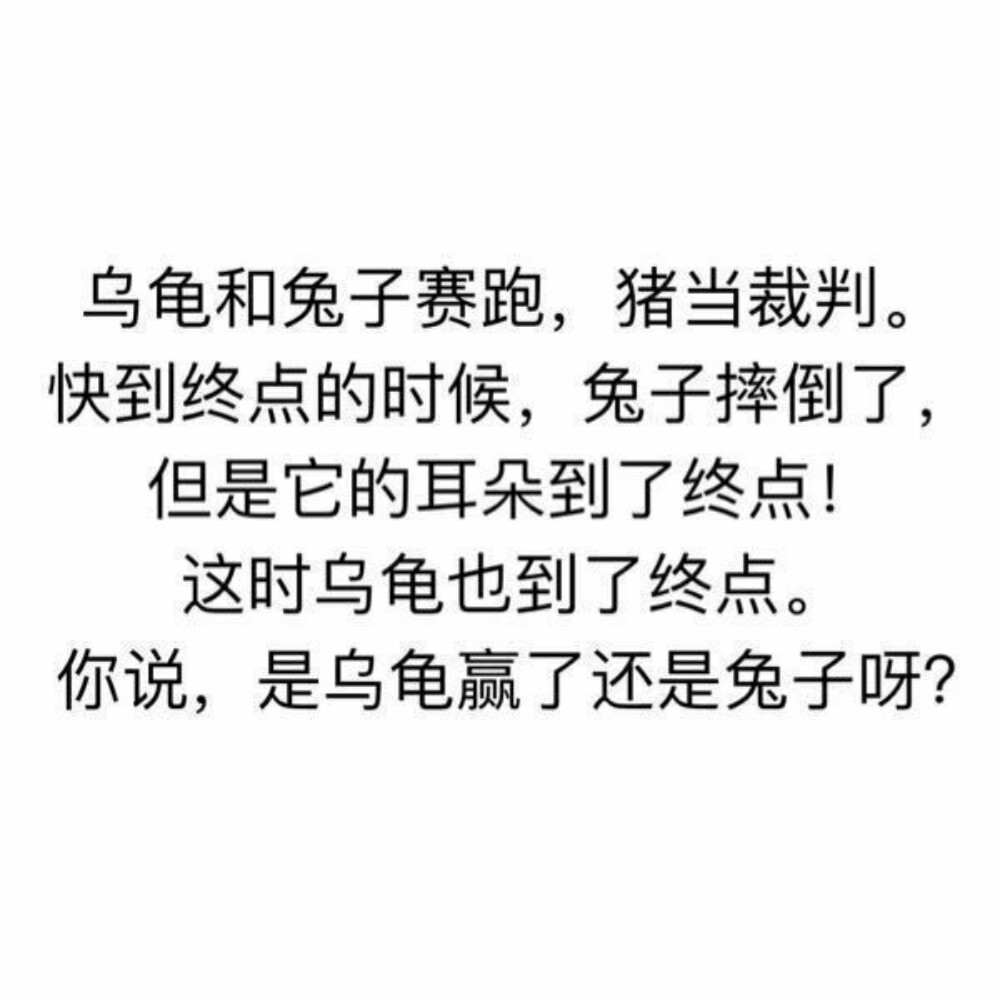 乌龟和兔子赛跑，猪当裁判。
快到终点的时候，兔子摔倒了，
但是它的耳朵到了终点！
这时乌龟也到了终点。
你说，是乌龟赢了还是兔子呀？